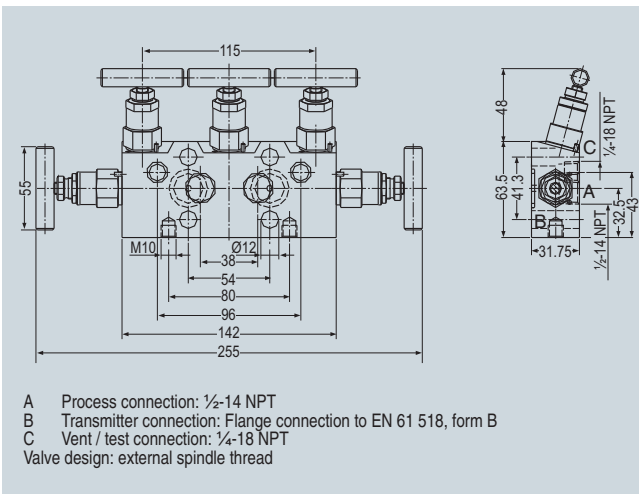 115
55
M10
Ø12
38
54
80
96
142
255
48
63.5
41.3
C
¼-18 NPT
A
B
32.5
43
31.75
½-14 NPT
A Process connection: ½-14 NPT
B Transmitter connection: Flange connection to EN 61 518, form B
C Vent / test connection: ¼-18 NPT
Valve design: external spindle thread